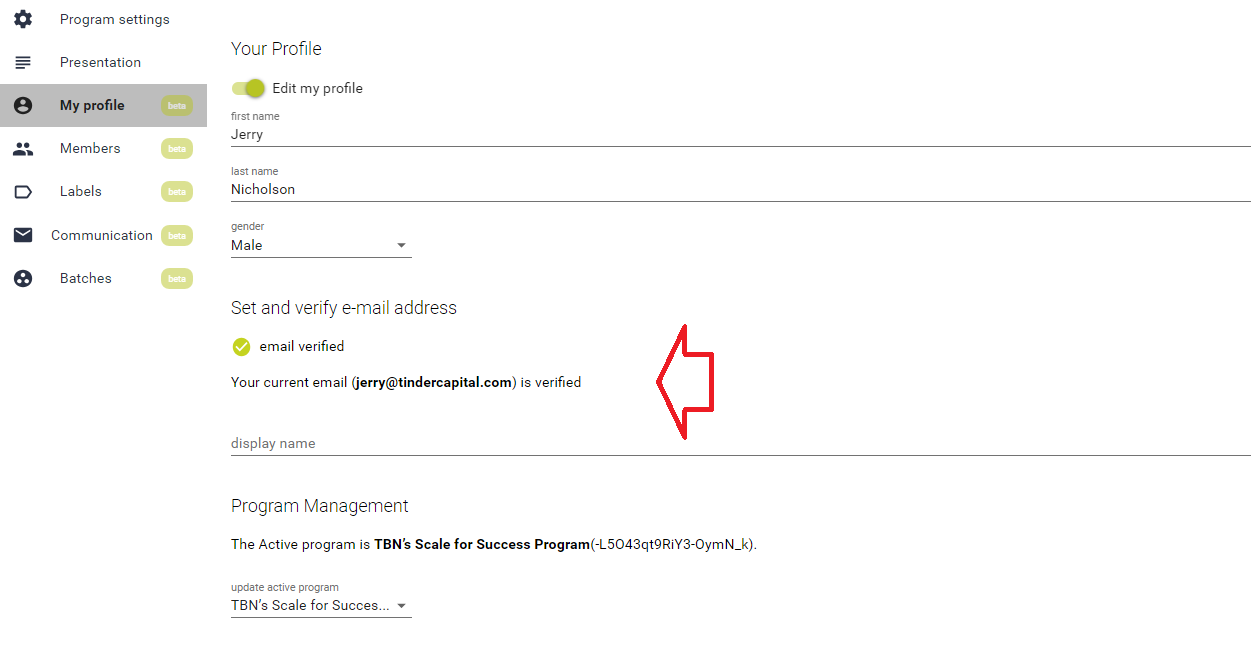 Program settings
Presentation
My profile beta
Members beta
Labels beta
Communication beta
Batches beta
Your Profile
Edit my profile
first name
Jerry
last name
Nicholson
gender
Male
Set and verify e-mail address
email verified
Your current email (jerry@tindercapital.com) is verified
display name
Program Management
The Active program is TBN’s Scale for Success Program(-L5O43qt9RiY3-OymN_k).
update active program
TBN’s Scale for Succes...